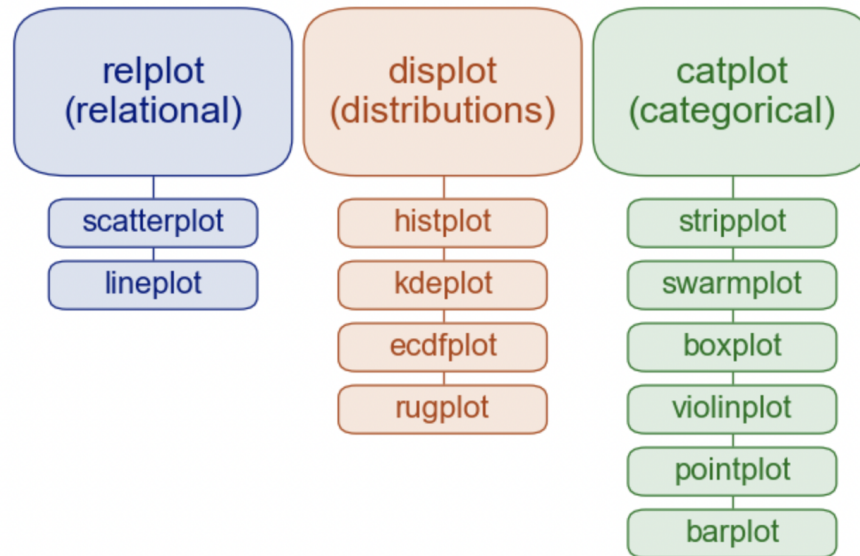 relplot
(relational)
scatterplot
lineplot
displot
(distributions)
histplot
kdeplot
ecdfplot
rugplot
catplot
(categorical)
stripplot
swarmplot
boxplot
violinplot
pointplot
barplot